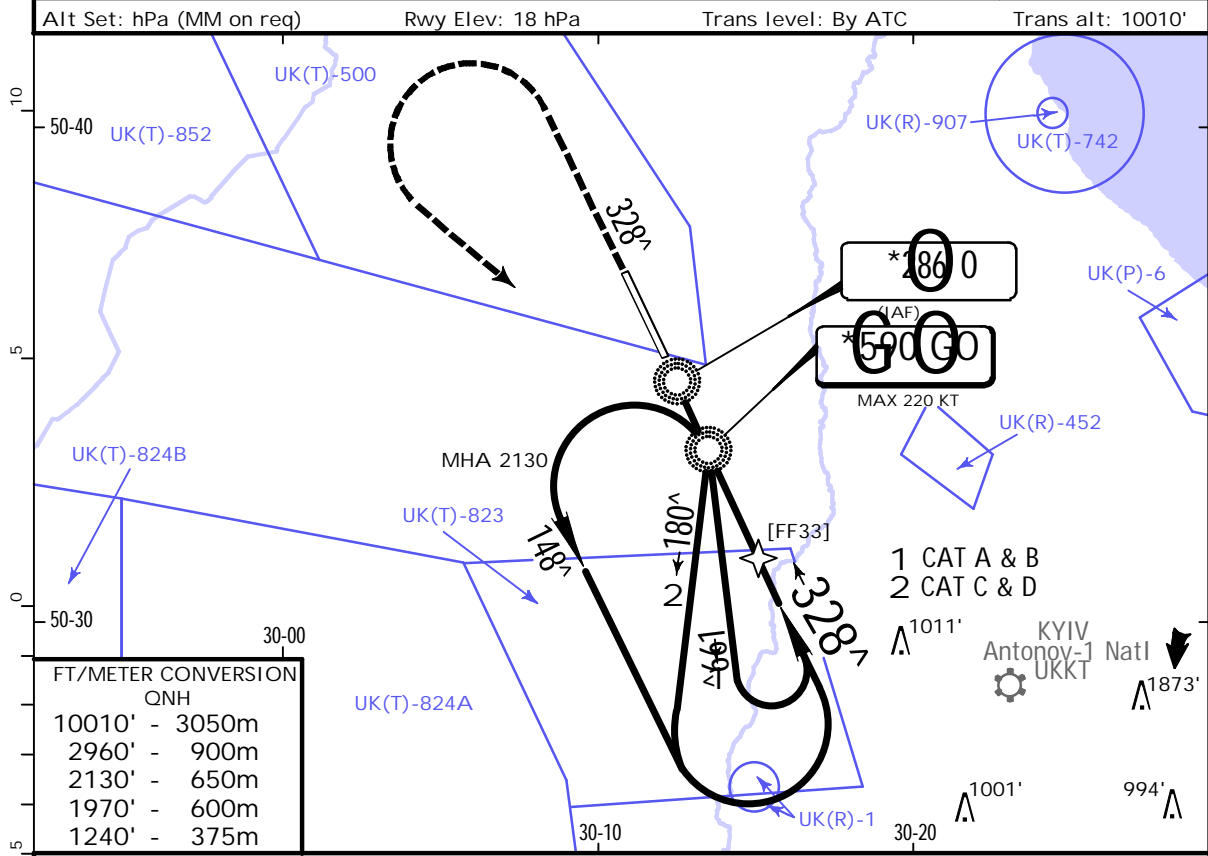 Alt Set: hPa (MM on req) Rwy Elev: 18 hPa Trans level: By ATC Trans alt: 10010'
UK(T)-500
10
50-40
UK(T)-852
UK(R)-907
UK(T)-742
328^
*286 0
O
(IAF)
UK(P)-6
*590 GO
G O
MAX 220 KT
5
UK(R)-452
UK(T)-824B
MHA 2130
UK(T)-823
180^
[FF33]
148^
1 CAT A & B
2 CAT C & D
2
328^
0
50-30
30-00
1011'
KYIV
Antonov-1 Natl
UKKT
1873'
FT/METER CONVERSION
QNH
10010' - 3050m
2960' - 900m
2130' - 650m
1970' - 600m
1240' - 375m
UK(T)-824A
1001'
994'
UK(R)-1
5
30-10
30-20